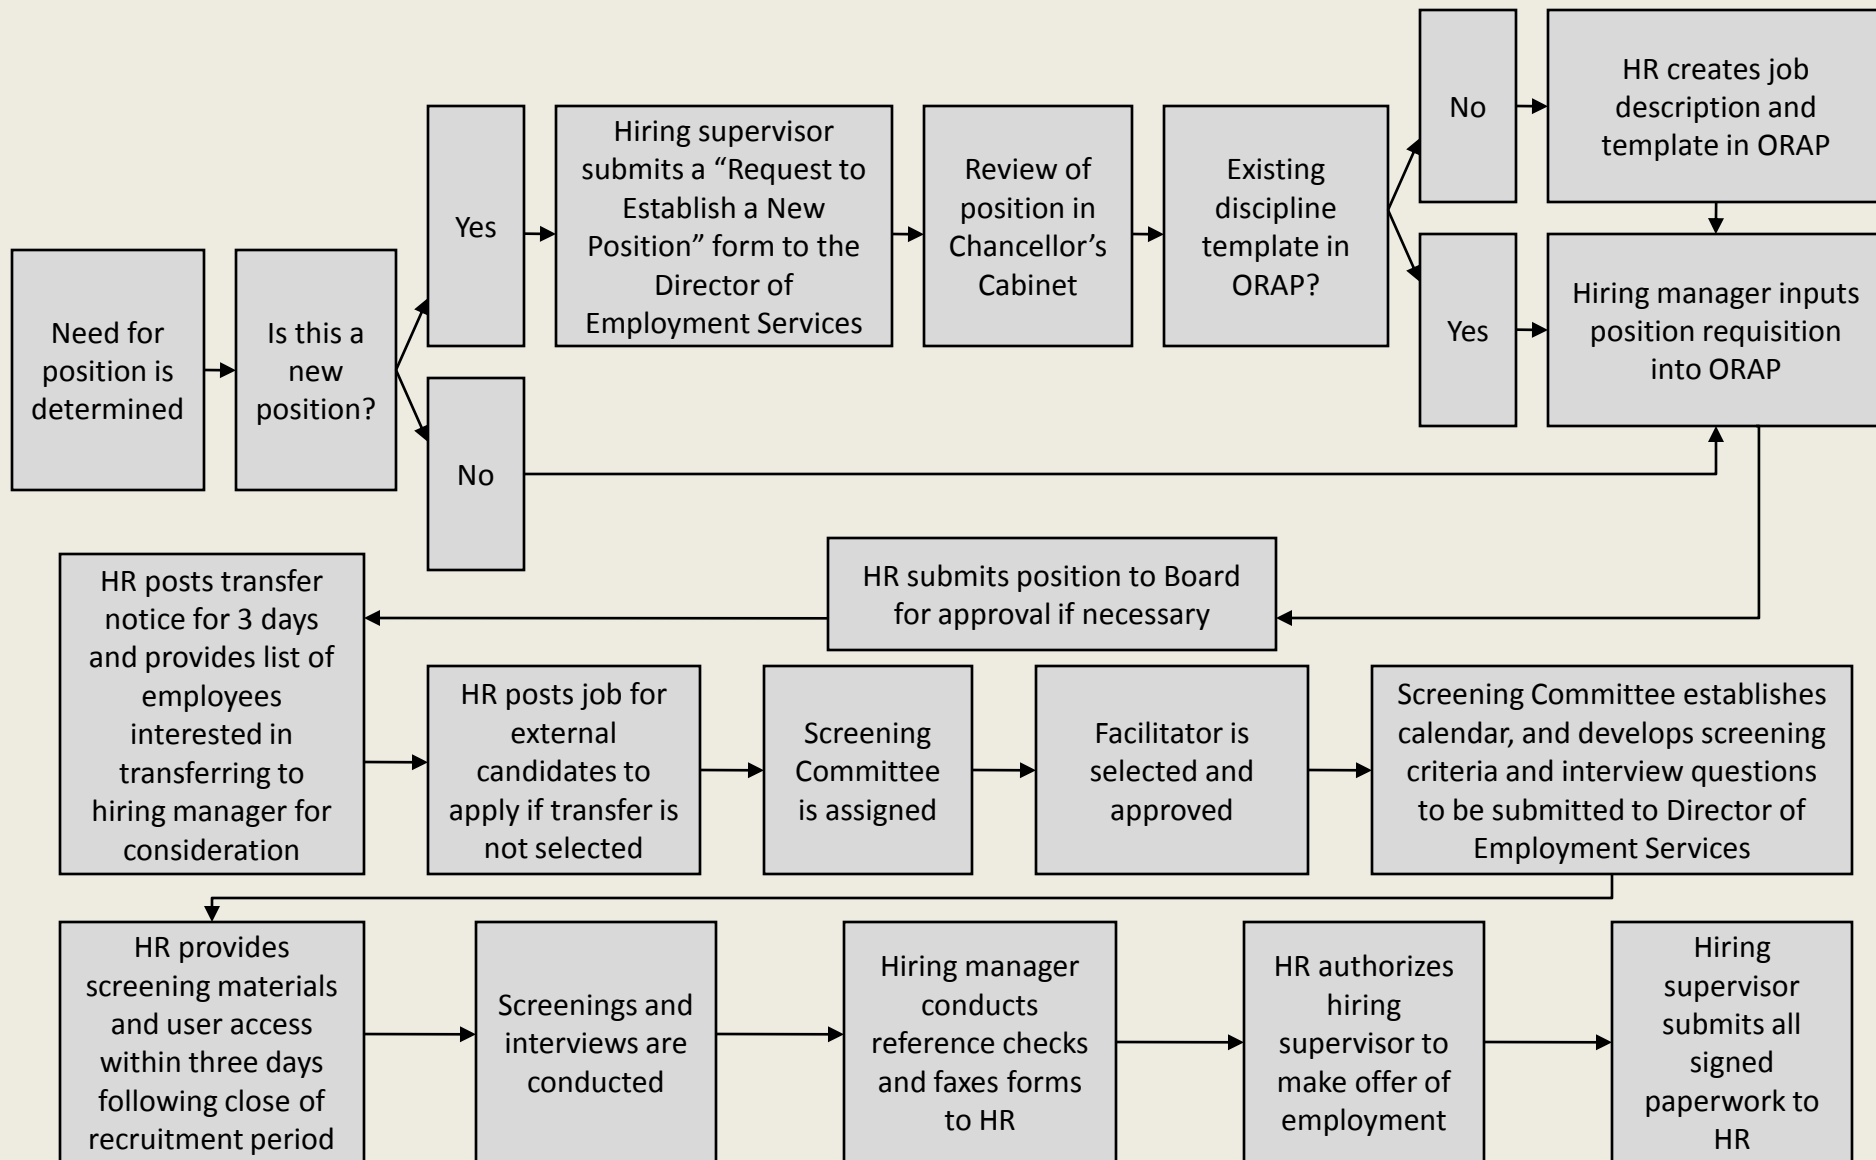 Need for
position is
determined
Is this a
new
position?
Yes
Hiring supervisor
submits a “Request to
Establish a New
Position” form to the
Director of
Employment Services
Review of
position in
Chancellor’s
Cabinet
Existing
discipline
template in
ORAP?
No
HR creates job
description and
template in ORAP
Yes
Hiring manager inputs
position requisition
into ORAP
No
HR submits position to Board
for approval if necessary
HR posts transfer
notice for 3 days
and provides list of
employees
interested in
transferring to
hiring manager for
consideration
HR posts job for
external
candidates to
apply if transfer is
not selected
Screening
Committee
is assigned
Facilitator is
selected and
approved
Screening Committee establishes
calendar, and develops screening
criteria and interview questions
to be submitted to Director of
Employment Services
HR provides
screening materials
and user access
within three days
following close of
recruitment period
Screenings and
interviews are
conducted
Hiring manager
conducts
reference checks
and faxes forms
to HR
HR authorizes
hiring
supervisor to
make offer of
employment
Hiring
supervisor
submits all
signed
paperwork to
HR